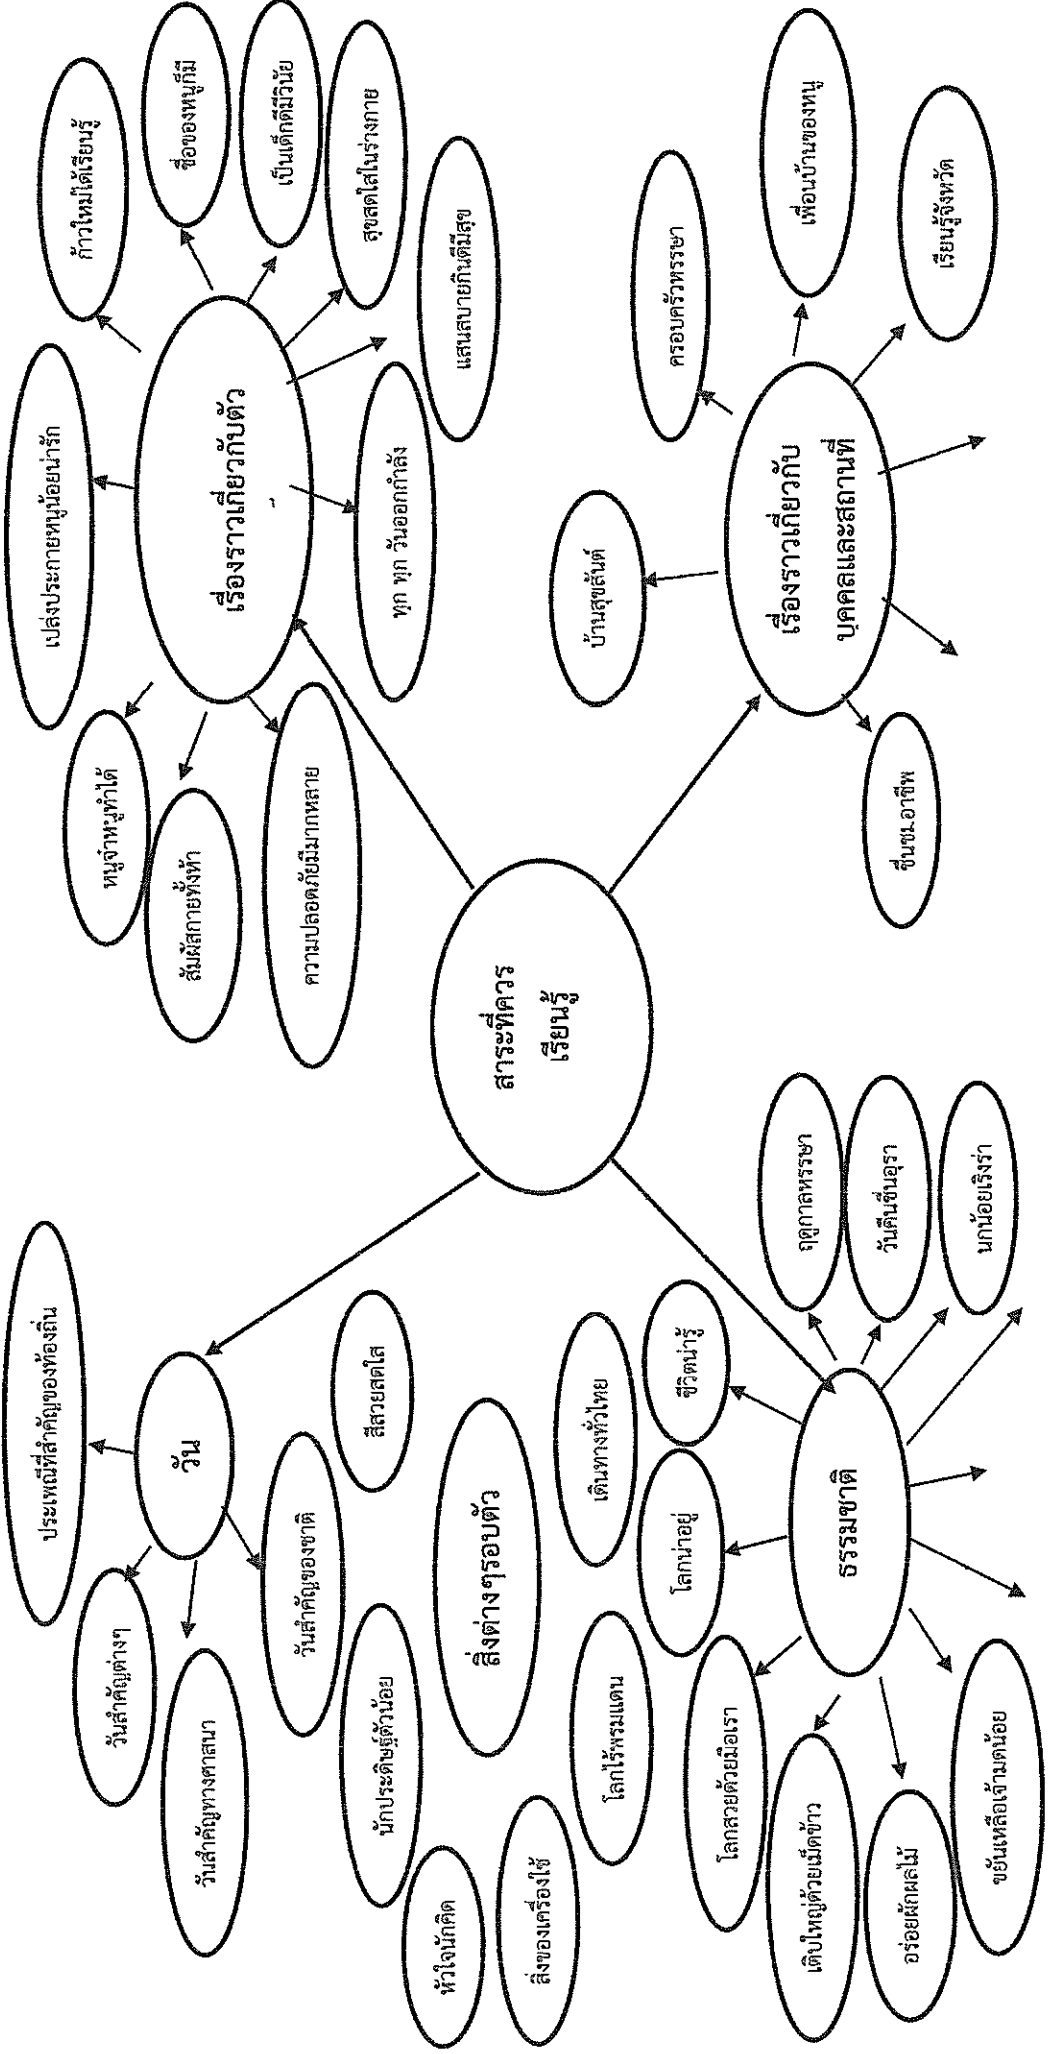 ประเพณีที่สำคัญของท้องถิ่น
วันสำคัญต่างๆ
วัน
วันสำคัญทางศาสนา
วันสำคัญของชาติ
สีสวยสดใส
นักประดิษฐ์ตัวน้อย
หัวใจนักคิด
สิ่งต่างๆรอบตัว
สิ่งของเครื่องใช้
เดินทางทั่วไทย
โลกไร้พรมแดน
เปล่งประกายหนูน้อยน่ารัก
ก้าวใหม่ได้เรียนรู้
หนูจ๋าหนูทำได้
ชื่อของหนูก็มี
สัมผัสกายทั้งห้า
เรื่องราวเกี่ยวกับตัว
เป็นเด็กดีมีวินัย
ความปลอดภัยมีมากหลาย
สุขสดใสในร่างกาย
ทุก ทุก วันออกกำลัง
แสนสบายกินดีมีสุข
สาระที่ควร
เรียนรู้
ชีวิตน่ารู้
โลกน่าอยู่
โลกสวยด้วยมือเรา
ธรรมชาติ
ฤดูกาลหรรษา
เติบใหญ่ด้วยเม็ดข้าว
วันคืนชื่นอุรา
อร่อยผักผลไม้
นกน้อยเริงร่า
ขยันเหลือเจ้ามดน้อย
บ้านสุขสันต์
ครอบครัวหรรษา
เรื่องราวเกี่ยวกับ
บุคคลและสถานที่
เพื่อนบ้านของหนู
ชื่นชมอาชีพ
เรียนรู้จังหวัด